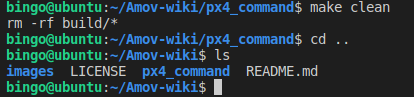 bingo@ubuntu:~/Amov-wiki/px4_command$ make clean
rm -rf build/*
bingo@ubuntu:~/Amov-wiki/px4_command$ cd ..
bingo@ubuntu:~/Amov-wiki$ ls
images  LICENSE  px4_command  README.md
bingo@ubuntu:~/Amov-wiki$